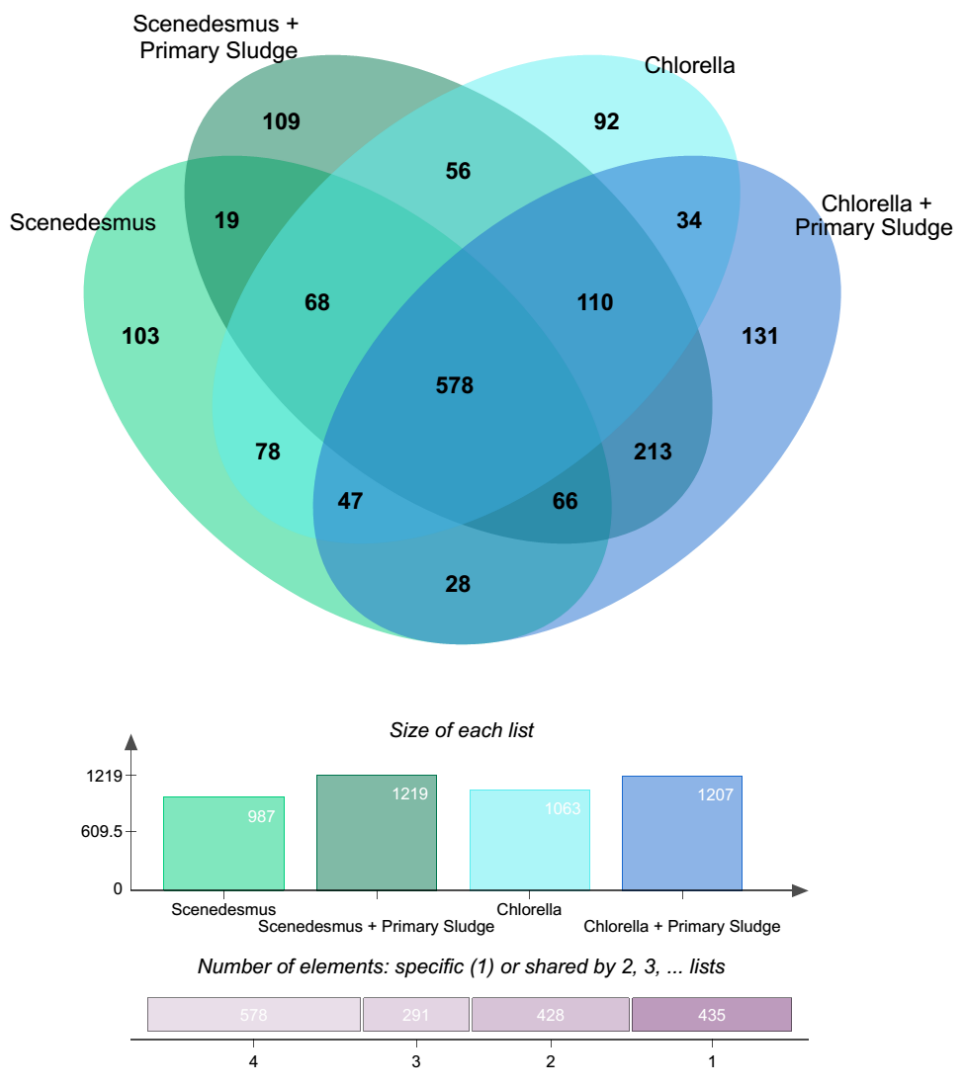 Scenedesmus +
Primary Sludge
Chlorella
109
92
56
Scenedesmus
19
34
Chlorella +
Primary Sludge
68
110
103
131
578
78
213
47
66
28
Size of each list
1219
609.5
0
987
1219
1063
1207
Scenedesmus
Scenedesmus + Primary Sludge
Chlorella
Chlorella + Primary Sludge
Number of elements: specific (1) or shared by 2, 3, ... lists
578
291
428
435
4
3
2
1